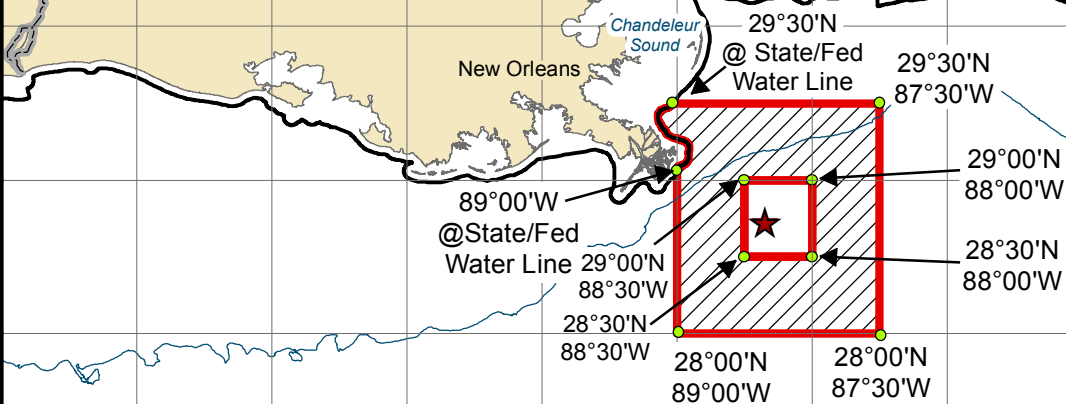 Chandeleur
Sound
29°30'N
@ State/Fed
Water Line
29°30'N
87°30'W
New Orleans
29°00'N
88°00'W
89°00'W
@State/Fed
Water Line
29°00'N
88°30'W
28°30'N
88°00'W
28°30'N
88°30'W
28°00'N
89°00'W
28°00'N
87°30'W